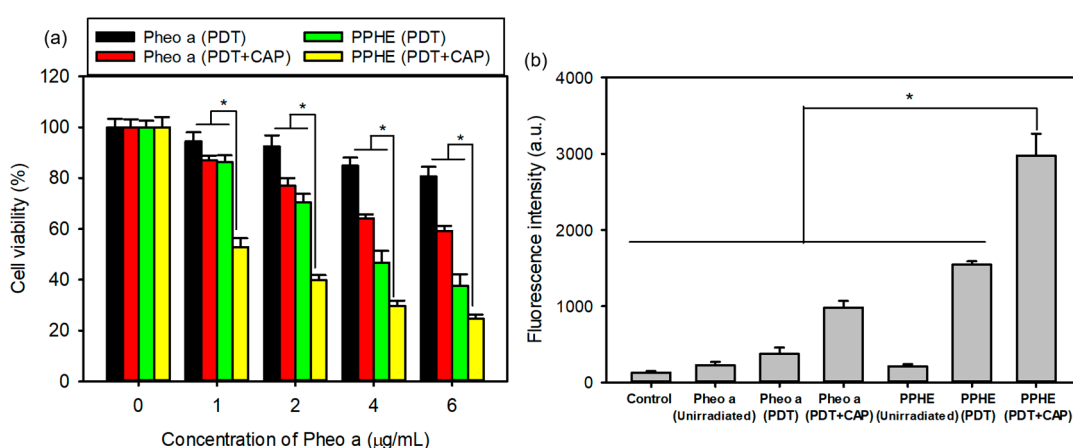 (a)
Pheo a (PDT)
PPHE (PDT)
Pheo a (PDT+CAP)
PPHE (PDT+CAP)
120
100
80
60
40
20
0
Cell viability (%)
*
*
*
*
0
1
2
4
6
Concentration of Pheo a (μg/mL)
(b)
4000
3000
2000
1000
0
Fluorescence intensity (a.u.)
*
Control
Pheo a
(Unirradiated)
Pheo a
(PDT)
Pheo a
(PDT+CAP)
PPHE
(Unirradiated)
PPHE
(PDT)
PPHE
(PDT+CAP)